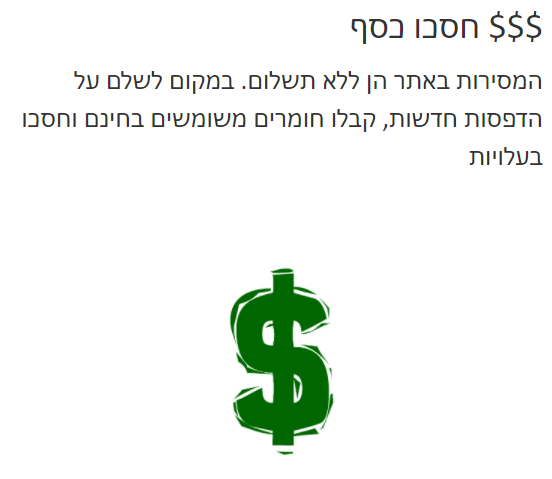 $$$ חסכו כסף
המסירות באתר הן ללא תשלום. במקום לשלם על
הדפסות חדשות, קבלו חומרים משומשים בחינם וחסכו
בעלויות
$